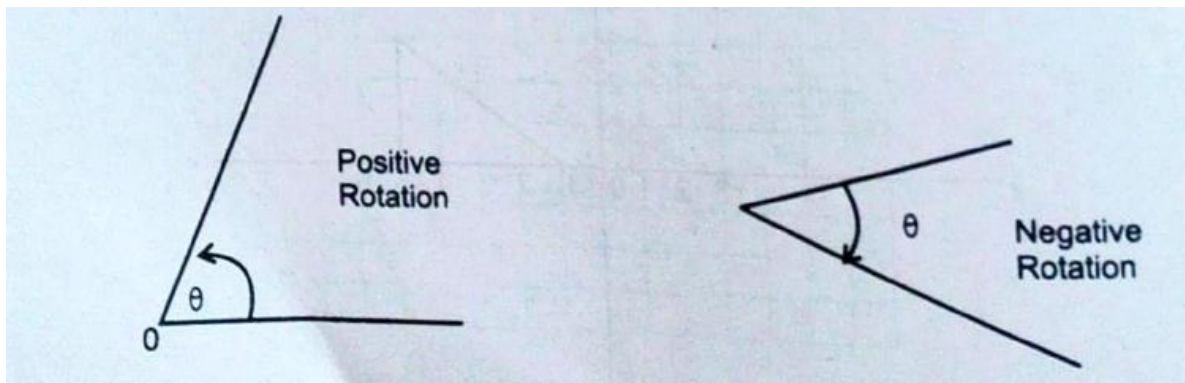 Positive
Rotation
θ
0
θ
Negative
Rotation